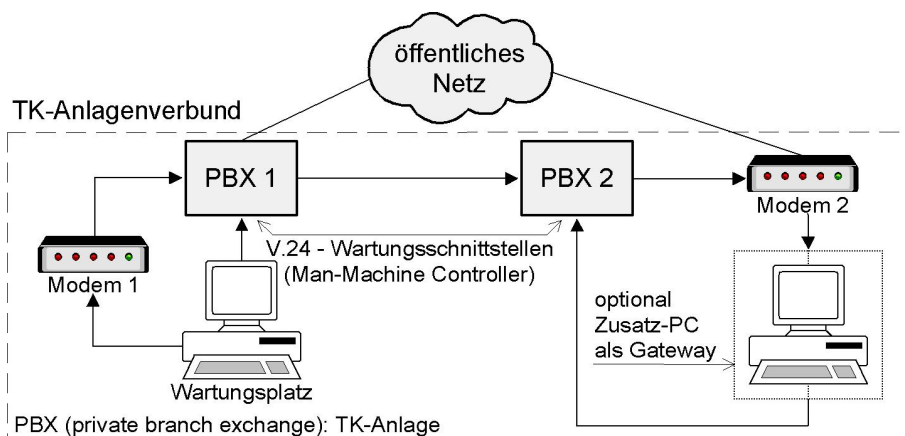 öffentliches
Netz
TK-Anlagenverbund
PBX 1
PBX 2
Modem 2
V.24 - Wartungsschnittstellen
(Man-Machine Controller)
Modem 1
optional
Zusatz-PC
als Gateway
Wartungsplatz
PBX (private branch exchange): TK-Anlage